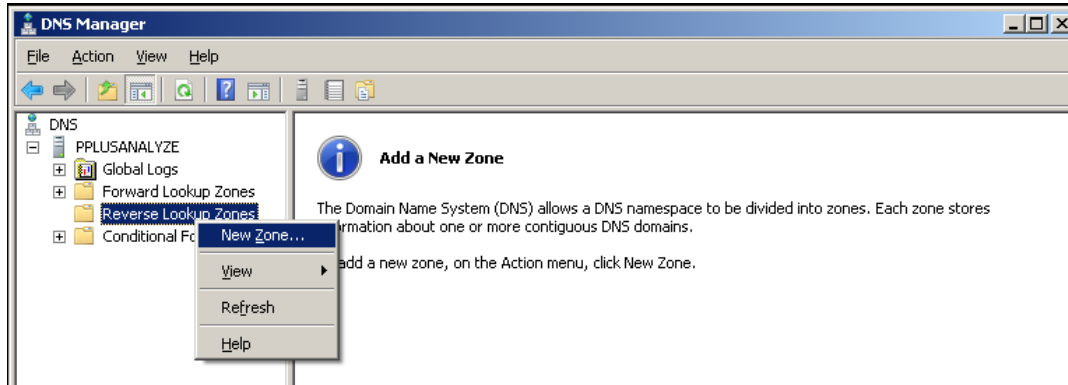 DNS Manager
File Action View Help
DNS
PPLUSANALYZE
Global Logs
Forward Lookup Zones
Reverse Lookup Zones
Conditional Fo
New Zone...
View
Refresh
Help
Add a New Zone
The Domain Name System (DNS) allows a DNS namespace to be divided into zones. Each zone stores
ormation about one or more contiguous DNS domains.
add a new zone, on the Action menu, click New Zone.